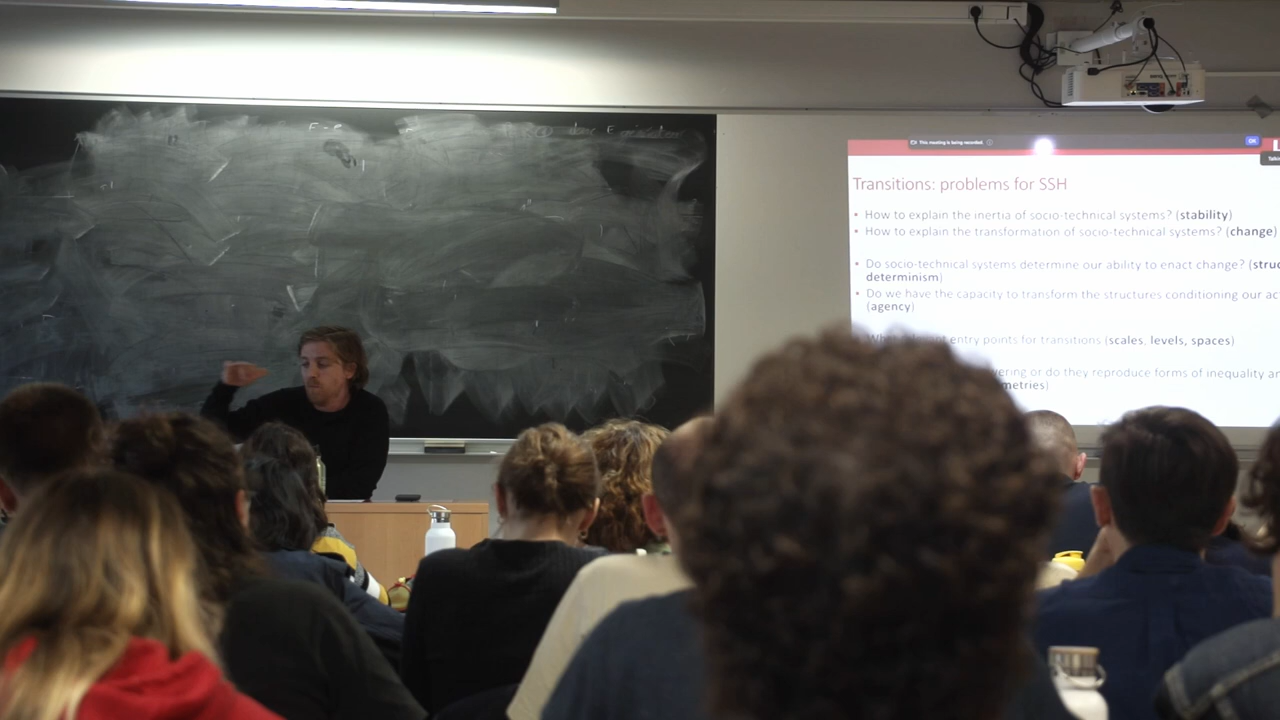 F-F
This meeting is being recorded.
OK
Transitions: problems for SSH
• How to explain the inertia of socio-technical systems? (stability)
• How to explain the transformation of socio-technical systems? (change)
• Do socio-technical systems determine our ability to enact change? (struc
determinism)
• Do we have the capacity to transform the structures conditioning our ac
(agency)
entry points for transitions (scales, levels, spaces)
or do they reproduce forms of inequality an